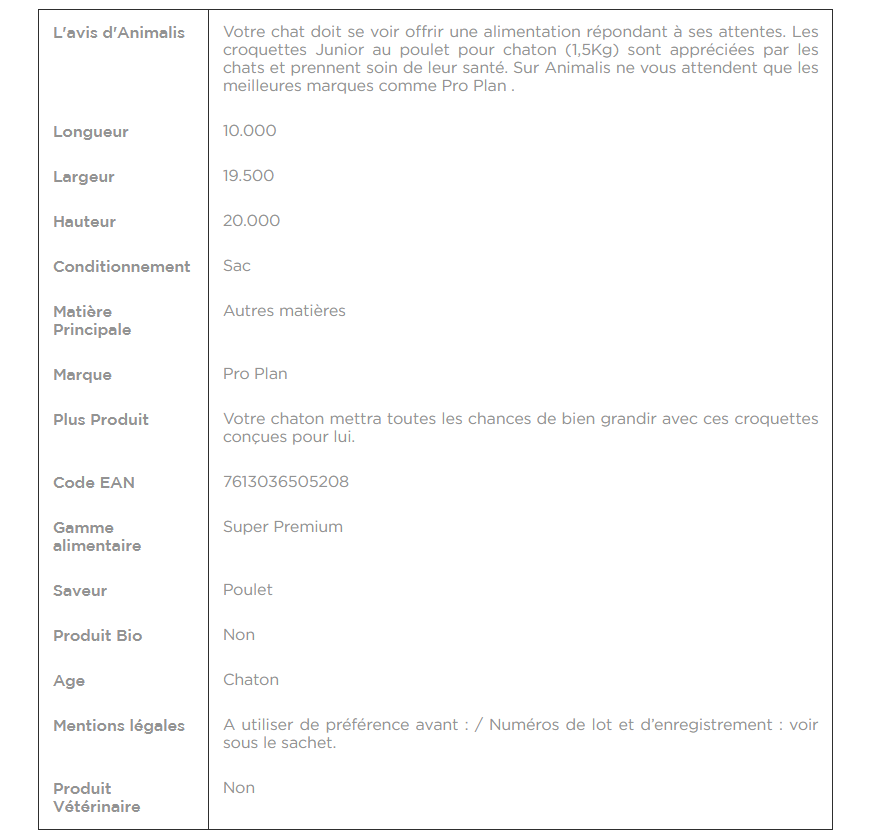 L'avis d'Animalis
Votre chat doit se voir offrir une alimentation répondant à ses attentes. Les
croquettes Junior au poulet pour chaton (1,5Kg) sont appréciées par les
chats et prennent soin de leur santé. Sur Animalis ne vous attendent que les
meilleures marques comme Pro Plan .
Longueur
10.000
Largeur
19.500
Hauteur
20.000
Conditionnement
Sac
Matière
Principale
Autres matières
Marque
Pro Plan
Plus Produit
Votre chaton mettra toutes les chances de bien grandir avec ces croquettes
conçues pour lui.
Code EAN
7613036505208
Gamme
alimentaire
Super Premium
Saveur
Poulet
Produit Bio
Non
Age
Chaton
Mentions légales
A utiliser de préférence avant : / Numéros de lot et d’enregistrement : voir
sous le sachet.
Produit
Vétérinaire
Non